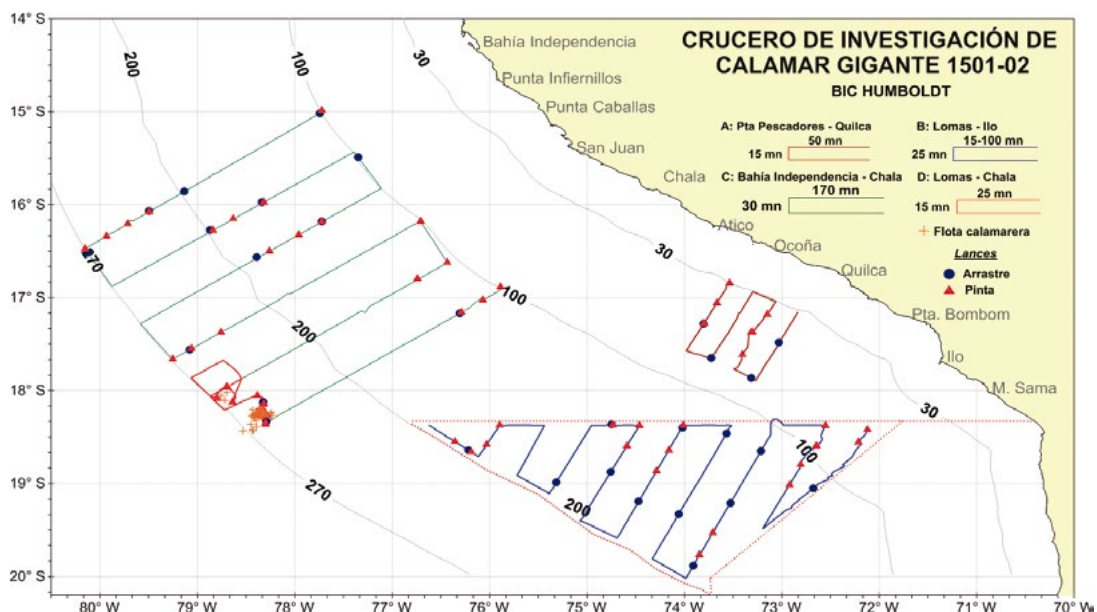 CRUCERO DE INVESTIGACIÓN DE
CALAMAR GIGANTE 1501-02
BIC HUMBOLDT
A: Pta Pescadores - Quilca
50 mn
15 mn
B: Lomas - Ilo
15-100 mn
25 mn
C: Bahía Independencia - Chala
170 mn
30 mn
D: Lomas - Chala
25 mn
15 mn
Flota calamarera
Lances
Arrastre
Pinta
Bahía Independencia
Punta Infiernillos
Punta Caballas
San Juan
Chala
Atico
Ocoña
Quilca
Pta. Bombom
Ilo
M. Sama
200
100
30
30
270
100
200
270
200
100
30
14° S
15° S
16° S
17° S
18° S
19° S
20° S
80° W
79° W
78° W
77° W
76° W
75° W
74° W
73° W
72° W
71° W
70° W